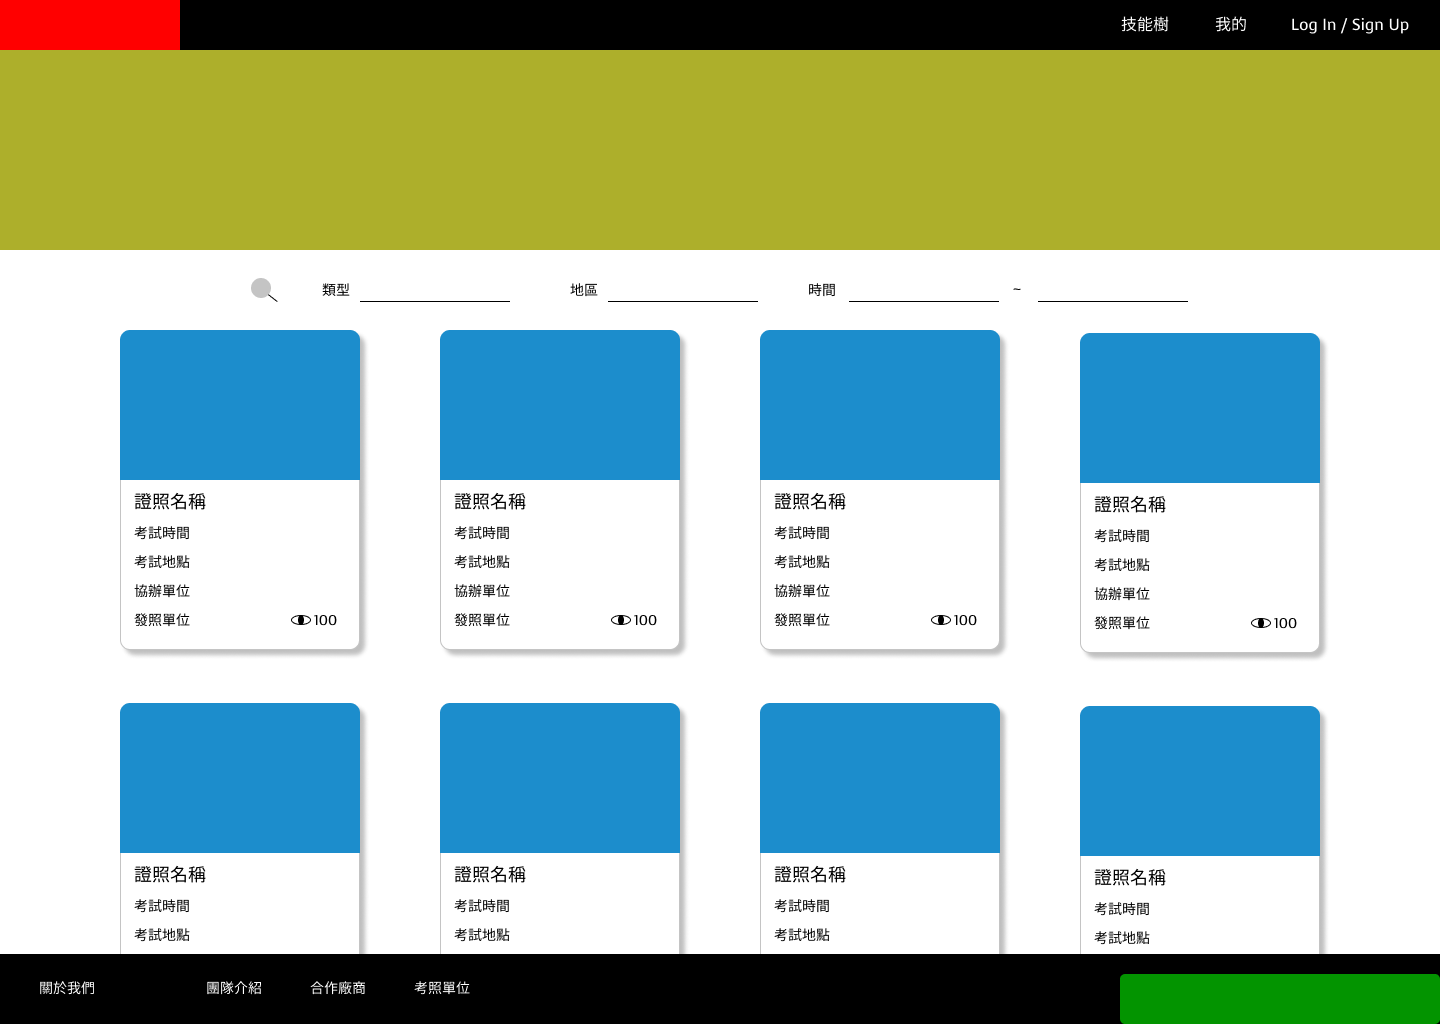 技能樹 我的 Log In / Sign Up
類型 地區 時間 ~
證照名稱
考試時間
考試地點
協辦單位
發照單位 100
證照名稱
考試時間
考試地點
協辦單位
發照單位 100
證照名稱
考試時間
考試地點
協辦單位
發照單位 100
證照名稱
考試時間
考試地點
協辦單位
發照單位 100
證照名稱
考試時間
考試地點
證照名稱
考試時間
考試地點
證照名稱
考試時間
考試地點
證照名稱
考試時間
考試地點
關於我們 團隊介紹 合作廠商 考照單位